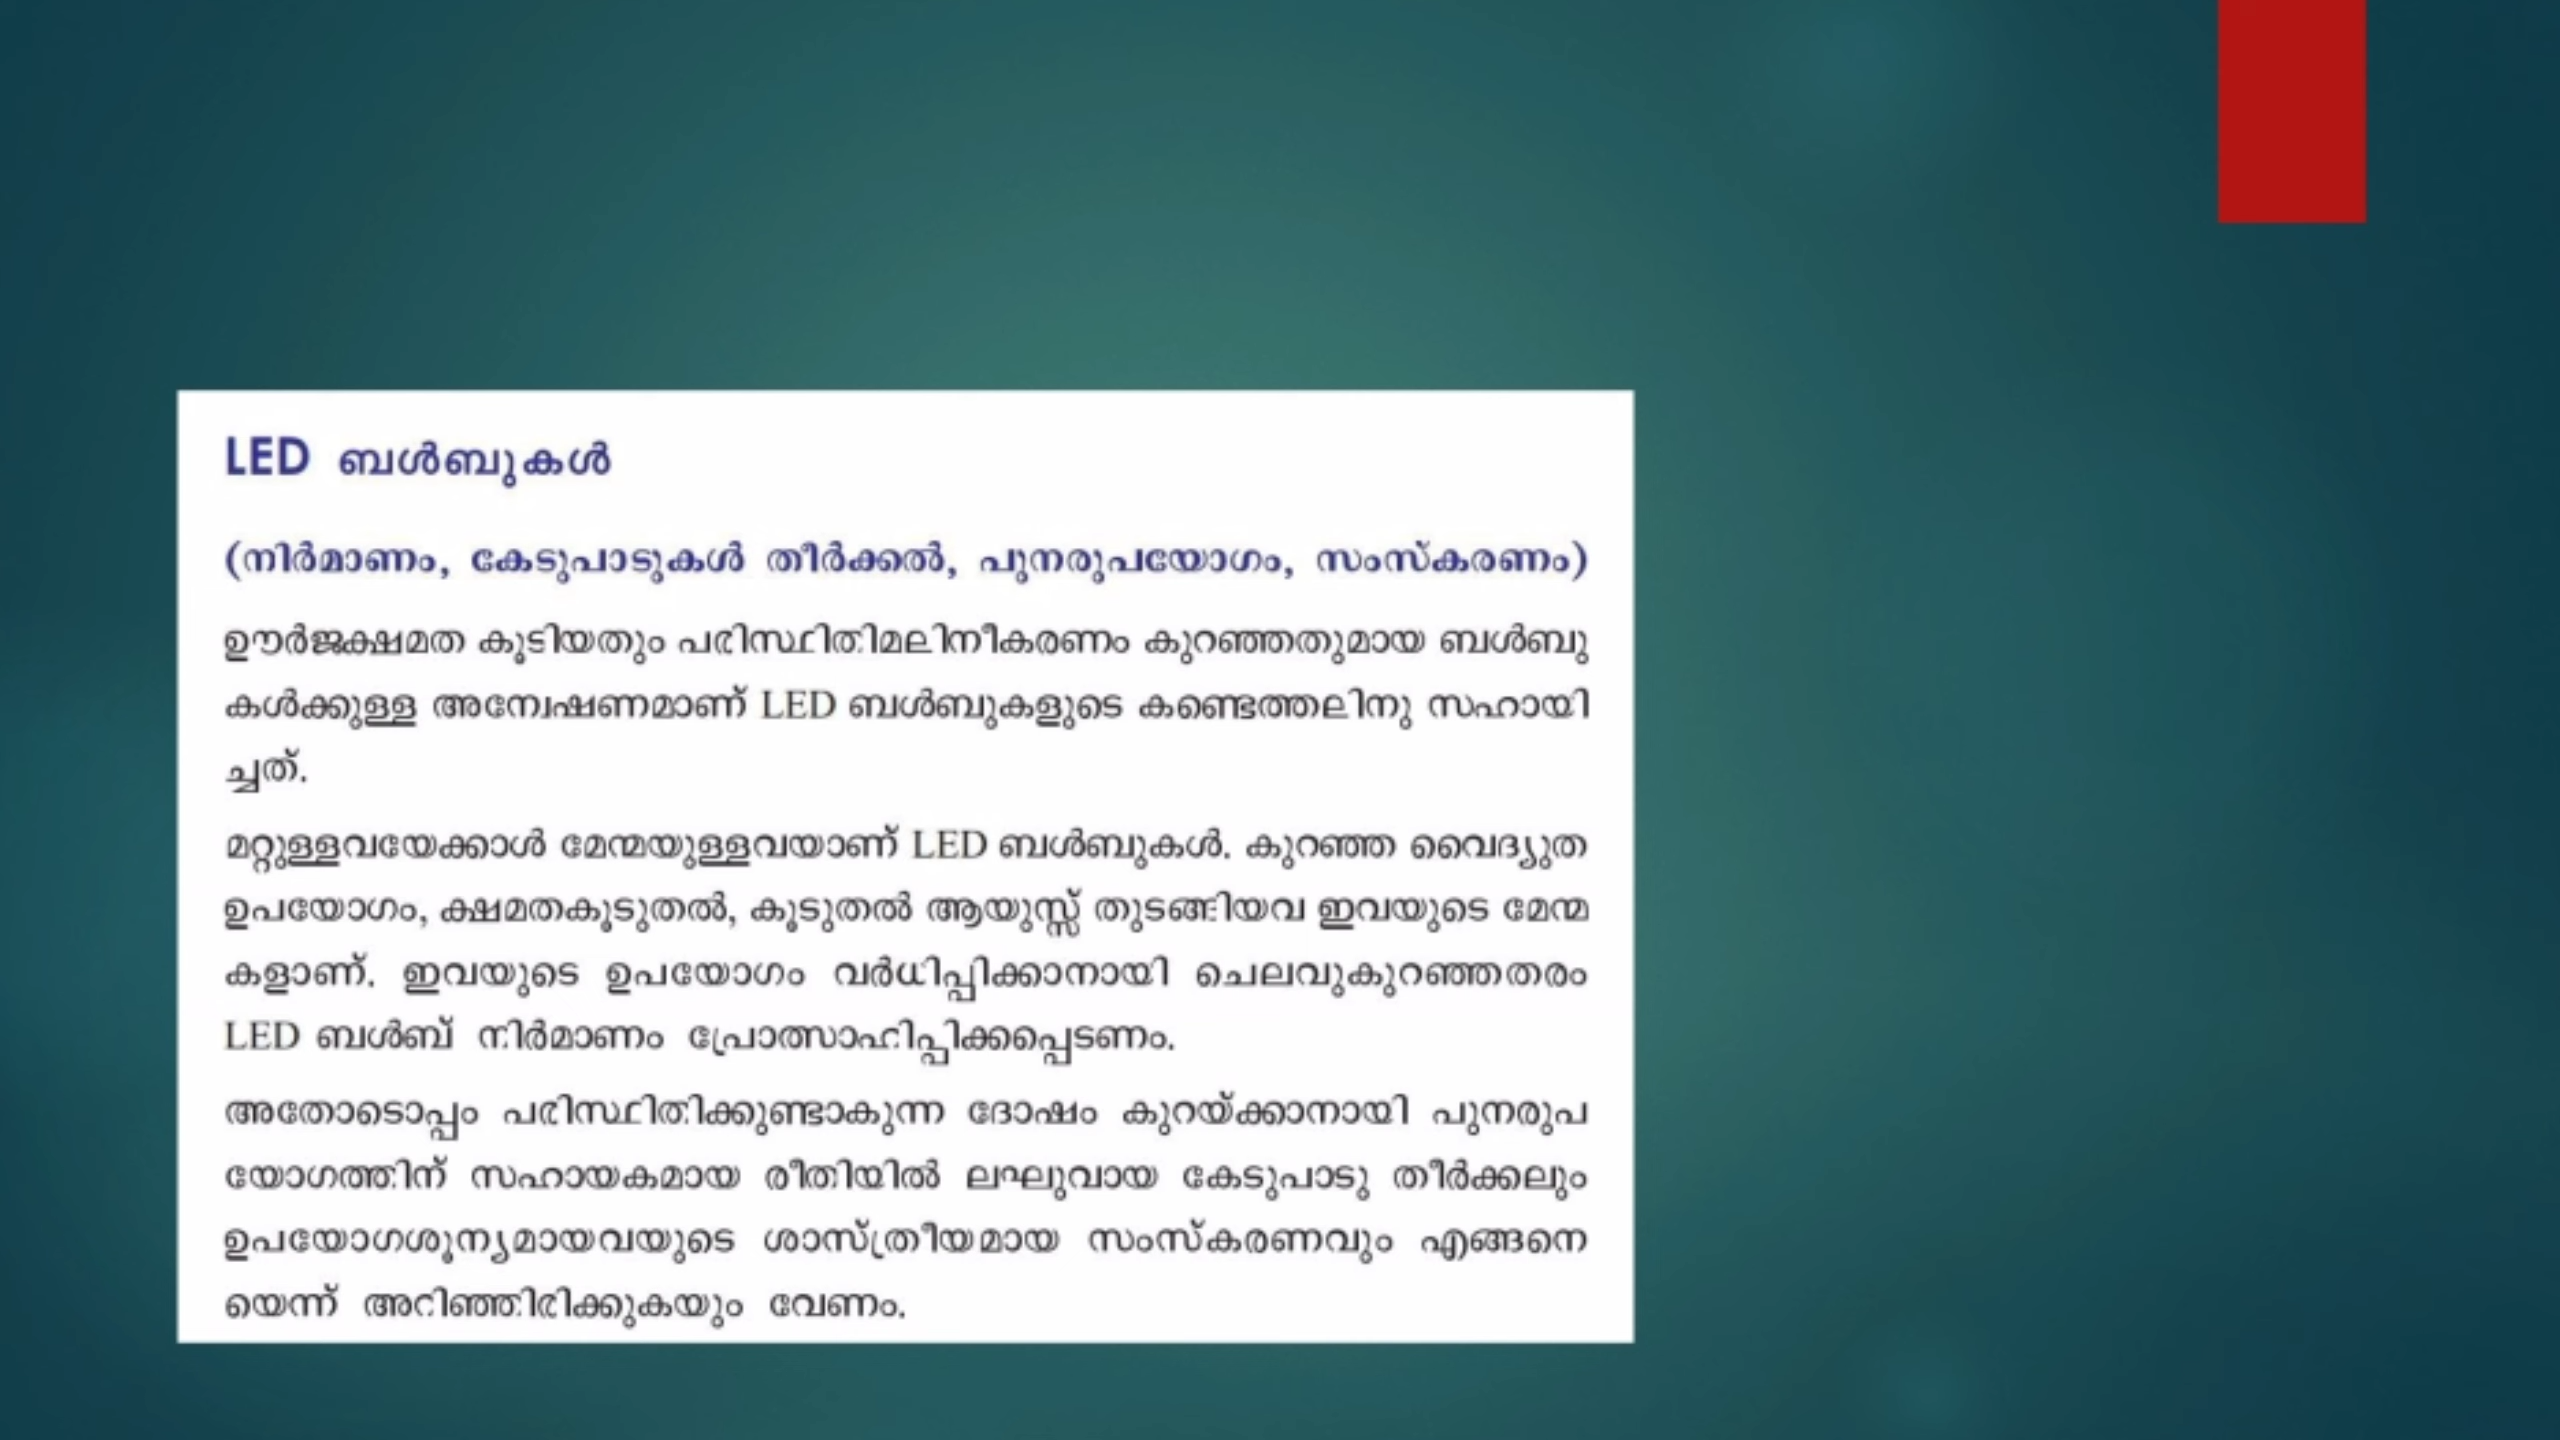 LED ബൾബുകൾ
(നിർമാണം, കേടുപാടുകൾ തീർക്കൽ, പുനരുപയോഗം, സംസ്കരണം)
ഊർജക്ഷമത കൂടിയതും പരിസ്ഥിതിമലിനീകരണം കുറഞ്ഞതുമായ ബൾബു
കൾക്കുള്ള അന്വേഷണമാണ് LED ബൾബുകളുടെ കണ്ടെത്തലിനു സഹായി
ച്ചത്.
മറ്റുള്ളവയേക്കാൾ മേന്മയുള്ളവയാണ് LED ബൾബുകൾ. കുറഞ്ഞ വൈദ്യുത
ഉപയോഗം, ക്ഷമതകൂടുതൽ, കൂടുതൽ ആയുസ്സ് തുടങ്ങിയവ ഇവയുടെ മേന്മ
കളാണ്. ഇവയുടെ ഉപയോഗം വർധിപ്പിക്കാനായി ചെലവുകുറഞ്ഞതരം
LED ബൾബ് നിർമാണം പ്രോത്സാഹിപ്പിക്കപ്പെടണം.
അതോടൊപ്പം പരിസ്ഥിതിക്കുണ്ടാകുന്ന ദോഷം കുറയ്ക്കാനായി പുനരുപ
യോഗത്തിന് സഹായകമായ രീതിയിൽ ലഘുവായ കേടുപാടു തീർക്കലും
ഉപയോഗശൂന്യമായവയുടെ ശാസ്ത്രീയമായ സംസ്കരണവും എങ്ങനെ
യെന്ന് അറിഞ്ഞിരിക്കുകയും വേണം.